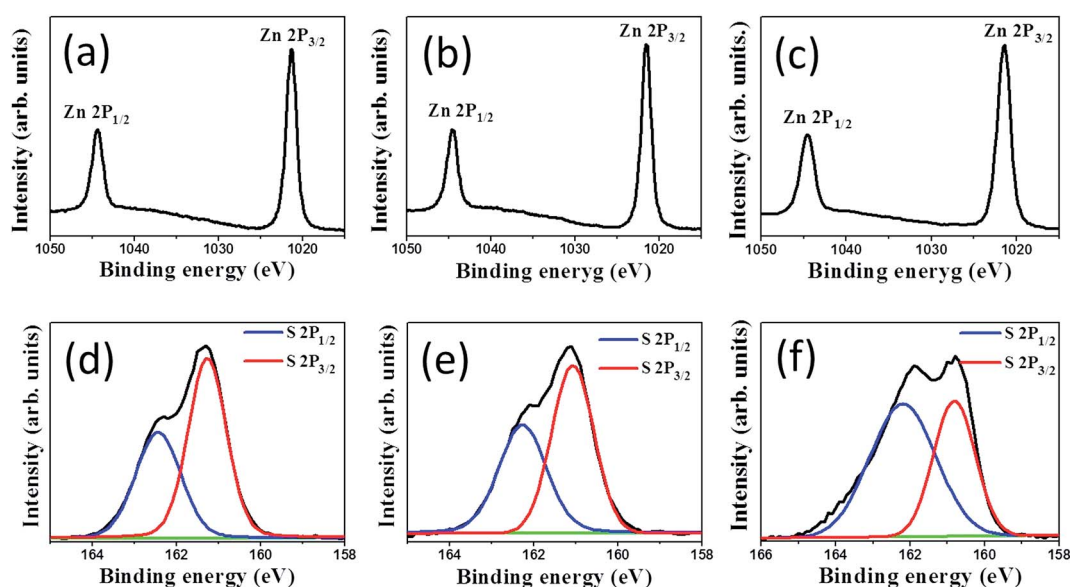 (a)
Zn 2P3/2
Zn 2P1/2
Intensity (arb. units)
1050 1040 1030 1020
Binding energy (eV)
(b)
Zn 2P3/2
Zn 2P1/2
Intensity (arb. units)
1050 1040 1030 1020
Binding eneryg (eV)
(c)
Zn 2P3/2
Zn 2P1/2
Intensity (arb. units.)
1050 1040 1030 1020
Binding eneryg (eV)
(d)
S 2P1/2
S 2P3/2
Intensity (arb. units)
164 162 160 158
Binding energy (eV)
(e)
S 2P1/2
S 2P3/2
Intensity (arb. units)
164 162 160 158
Binding energy (eV)
(f)
S 2P1/2
S 2P3/2
Intensity (arb. units)
166 164 162 160 158
Binding energy (eV)